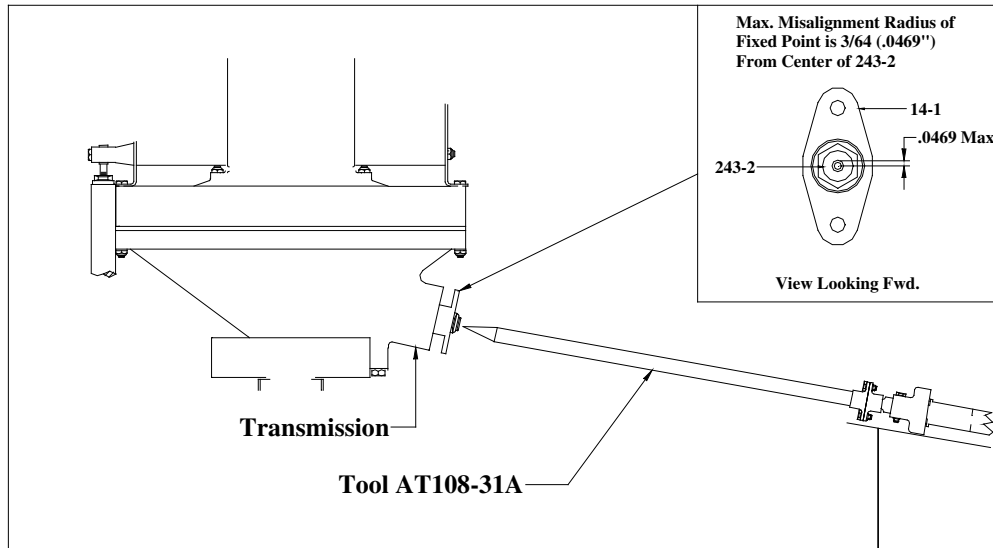 Max. Misalignment Radius of
Fixed Point is 3/64 (.0469")
From Center of 243-2
14-1
.0469 Max
243-2
View Looking Fwd.
Transmission
Tool AT108-31A